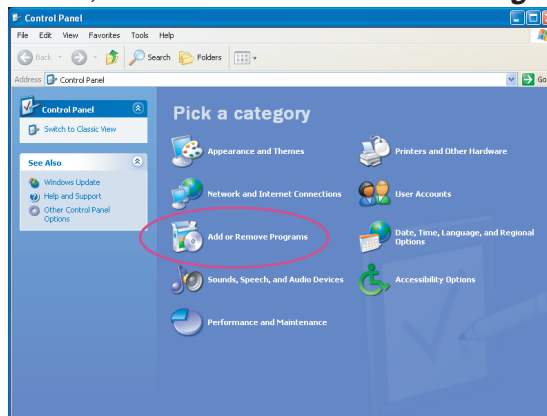 Control Panel
File Edit View Favorites Tools Help
Back Search Folders
Address Control Panel Go
Control Panel
Switch to Classic View
See Also
Windows Update
Help and Support
Other Control Panel
Options
Pick a category
Appearance and Themes
Printers and Other Hardware
Network and Internet Connections
User Accounts
Add or Remove Programs
Date, Time, Language, and Regional
Options
Sounds, Speech, and Audio Devices
Accessibility Options
Performance and Maintenance